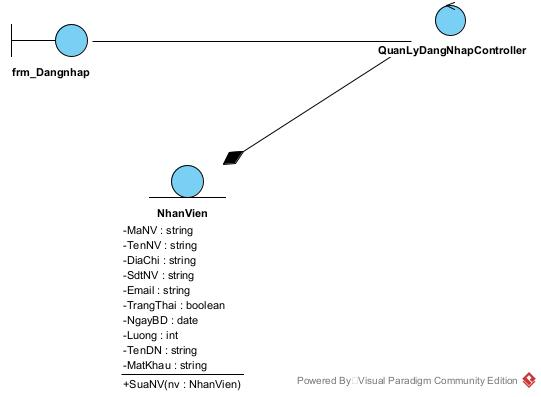 frm_Dangnhap
QuanLyDangNhapController
NhanVien
-MaNV : string
-TenNV : string
-DiaChi : string
-SdtNV : string
-Email : string
-TrangThai : boolean
-NgayBD : date
-Luong : int
-TenDN : string
-MatKhau : string
+SuaNV(nv : NhanVien)
Powered By Visual Paradigm Community Edition